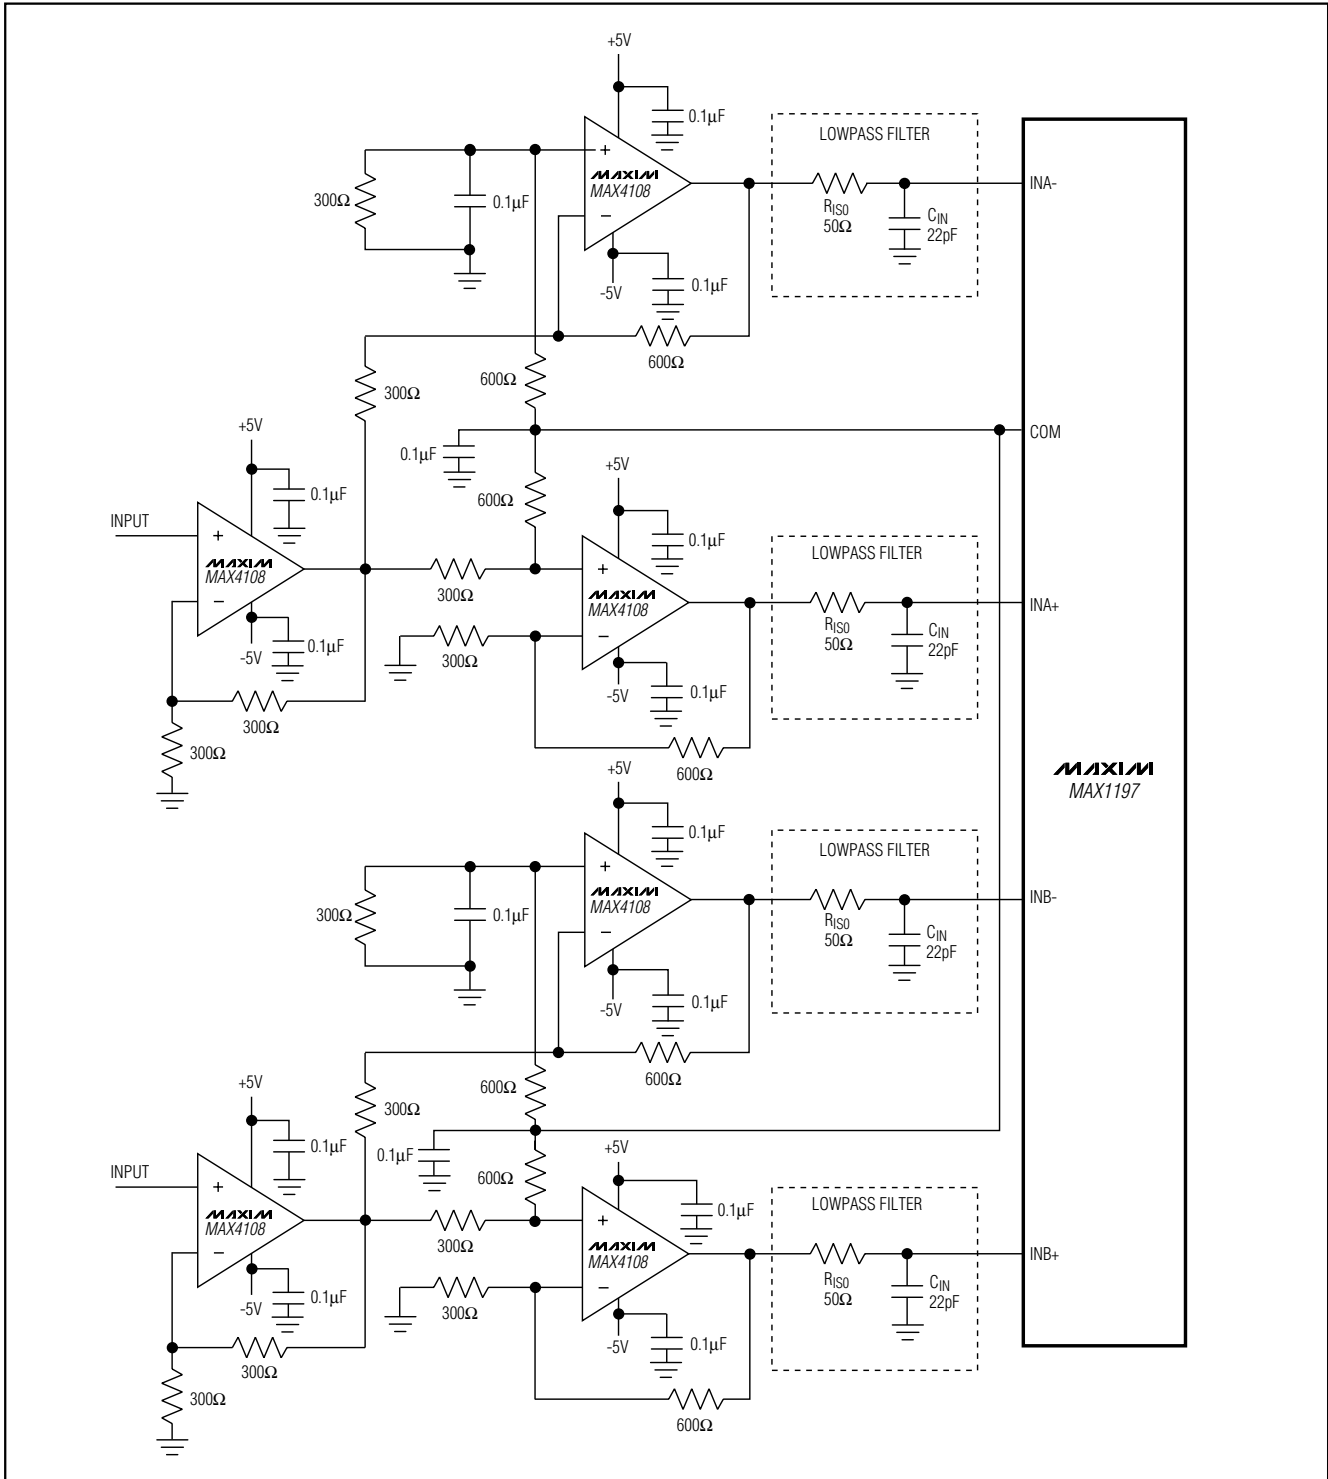 +5V
0.1µF
LOWPASS FILTER
+
MAXIM
MAX4108
300Ω
0.1µF
INA-
RISO
50Ω
CIN
22pF
−
-5V
0.1µF
600Ω
300Ω
600Ω
COM
+5V
0.1µF
+5V
0.1µF
600Ω
0.1µF
INPUT
LOWPASS FILTER
+
MAXIM
MAX4108
+
MAXIM
MAX4108
300Ω
INA+
RISO
50Ω
CIN
22pF
−
-5V
0.1µF
300Ω
−
-5V
0.1µF
300Ω
300Ω
600Ω
+5V
MAXIM
MAX1197
0.1µF
LOWPASS FILTER
+
MAXIM
MAX4108
300Ω
0.1µF
INB-
RISO
50Ω
CIN
22pF
−
-5V
0.1µF
600Ω
+5V
300Ω
600Ω
0.1µF
0.1µF
+5V
INPUT
600Ω
LOWPASS FILTER
0.1µF
+
MAXIM
MAX4108
+
MAXIM
MAX4108
300Ω
INB+
RISO
50Ω
CIN
22pF
−
-5V
0.1µF
300Ω
−
-5V
0.1µF
300Ω
300Ω
600Ω